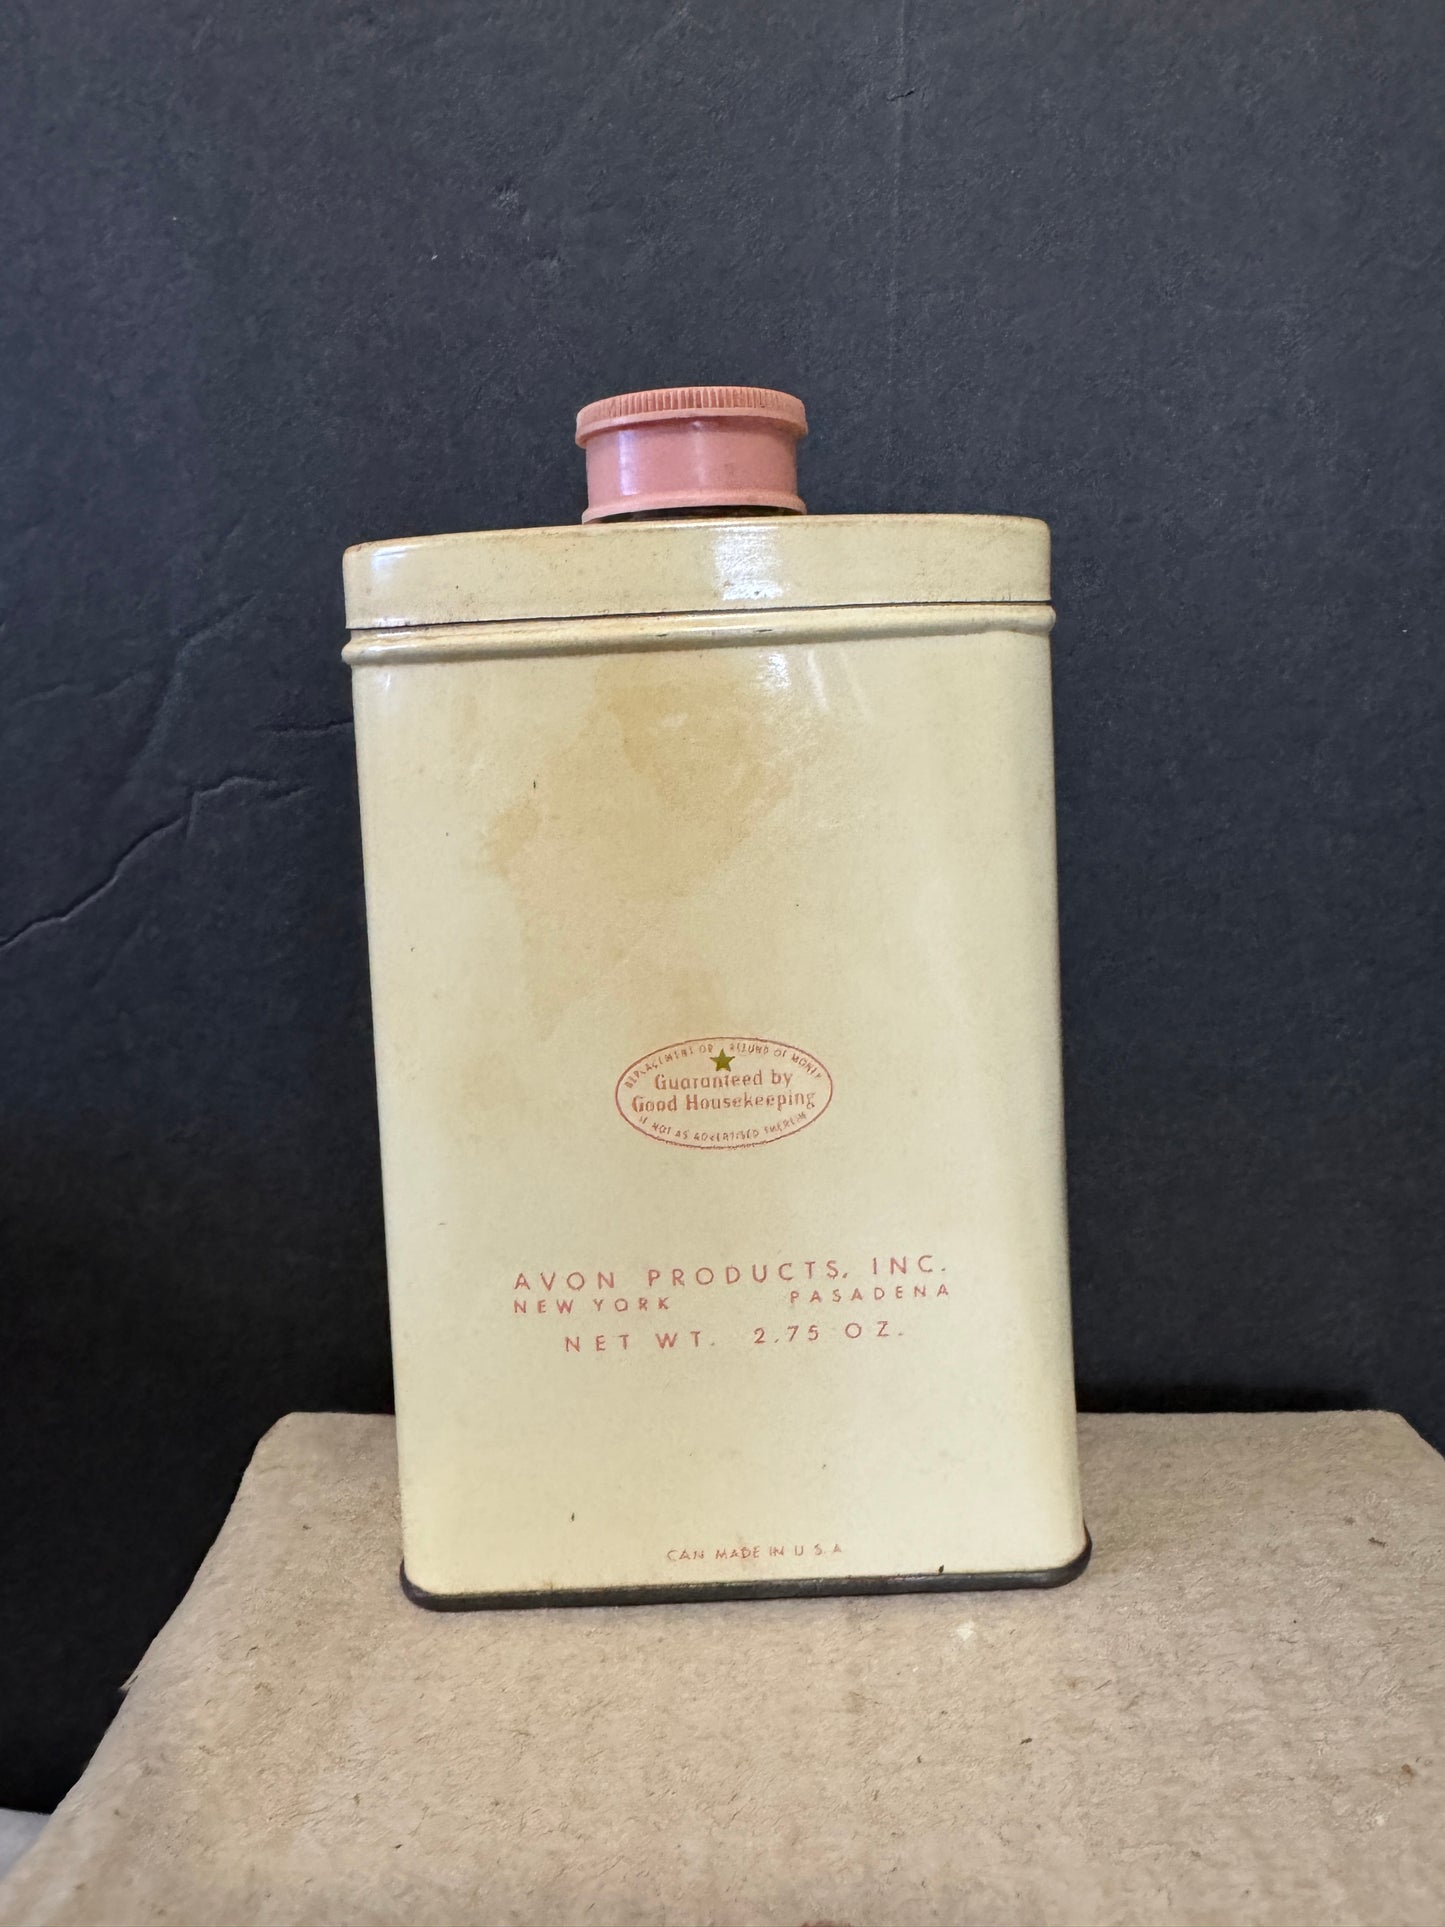 REPLACEMENT OR REFUND OF MONEY
Guaranteed by
Good Housekeeping
IF NOT AS ADVERTISED THEREIN
AVON PRODUCTS, INC.
NEW YORK PASADENA
NET WT. 2.75 OZ.
CAN MADE IN U.S.A